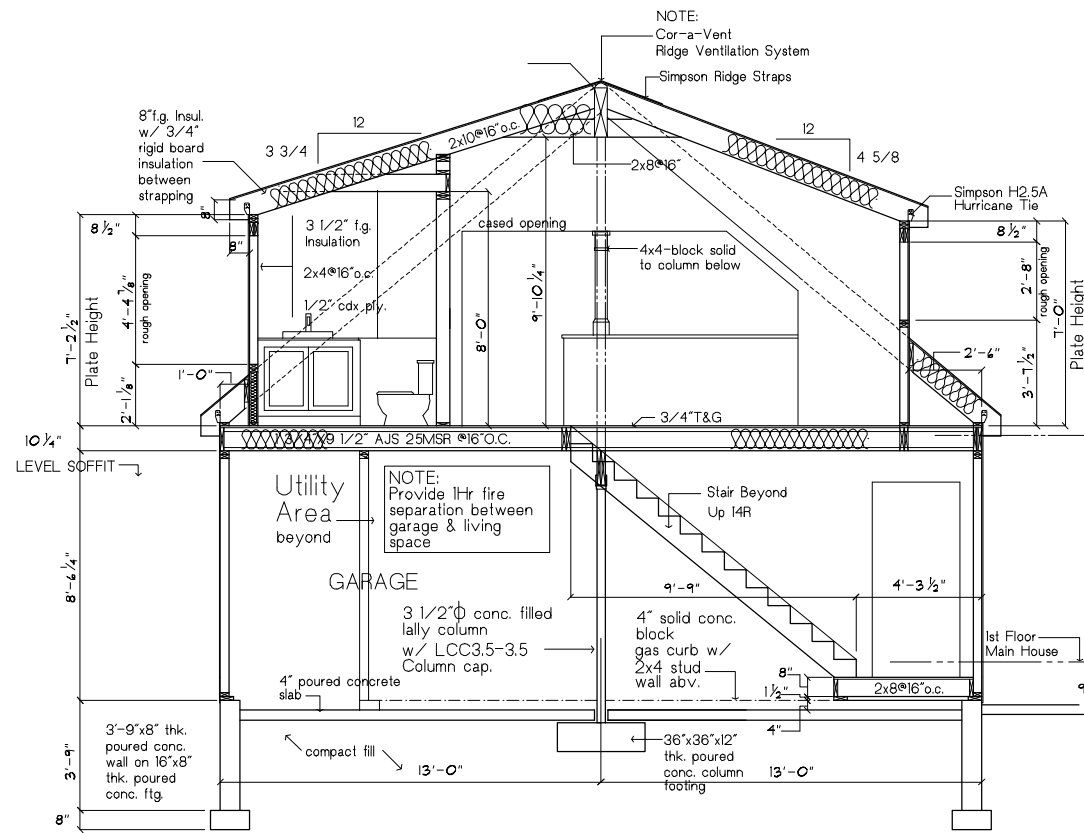 NOTE:
Cor-a-Vent
Ridge Ventilation System
Simpson Ridge Straps
8"f.g. Insul.
w/ 3/4"
rigid board
insulation
between
strapping
12
3 3/4
2x10@16"o.c.
12
4 5/8
2x8@16"
Simpson H2.5A
Hurricane Tie
8"
8 1/2"
8"
3 1/2" f.g.
Insulation
2x4@16"o.c.
1/2" cdx ply.
cased opening
4x4-block solid
to column below
8 1/2"
2'-8"
rough opening
7'-0"
Plate Height
3'-7 1/2"
2'-6"
Plate Height
7'-2 1/2"
4'-4 7/8"
rough opening
2'-1 1/8"
1'-0"
8'-0"
9'-10 1/4"
3/4"T&G
10 1/4"
1 3/4"x9 1/2" AJS 25MSR @16"O.C.
LEVEL SOFFIT
Utility
Area
beyond
NOTE:
Provide 1Hr fire
separation between
garage & living
space
Stair Beyond
Up 14R
8'-6 1/4"
GARAGE
9'-9"
4'-3 1/2"
3 1/2"ϕ conc. filled
lally column
w/ LCC3.5-3.5
Column cap.
4" solid conc.
block
gas curb w/
2x4 stud
wall abv.
1st Floor
Main House
4" poured concrete
slab
8"
1 1/2"
4"
2x8@16"o.c.
9
3'-9"x8" thk.
poured conc.
wall on 16"x8"
thk. poured
conc. ftg.
compact fill
36"x36"x12"
thk. poured
conc. column
footing
13'-0"
13'-0"
3'-9"
8"